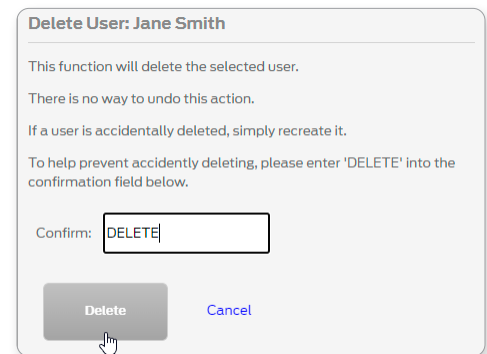 Delete User: Jane Smith
This function will delete the selected user.
There is no way to undo this action.
If a user is accidentally deleted, simply recreate it.
To help prevent accidently deleting, please enter 'DELETE' into the
confirmation field below.
Confirm: DELETE
Delete Cancel